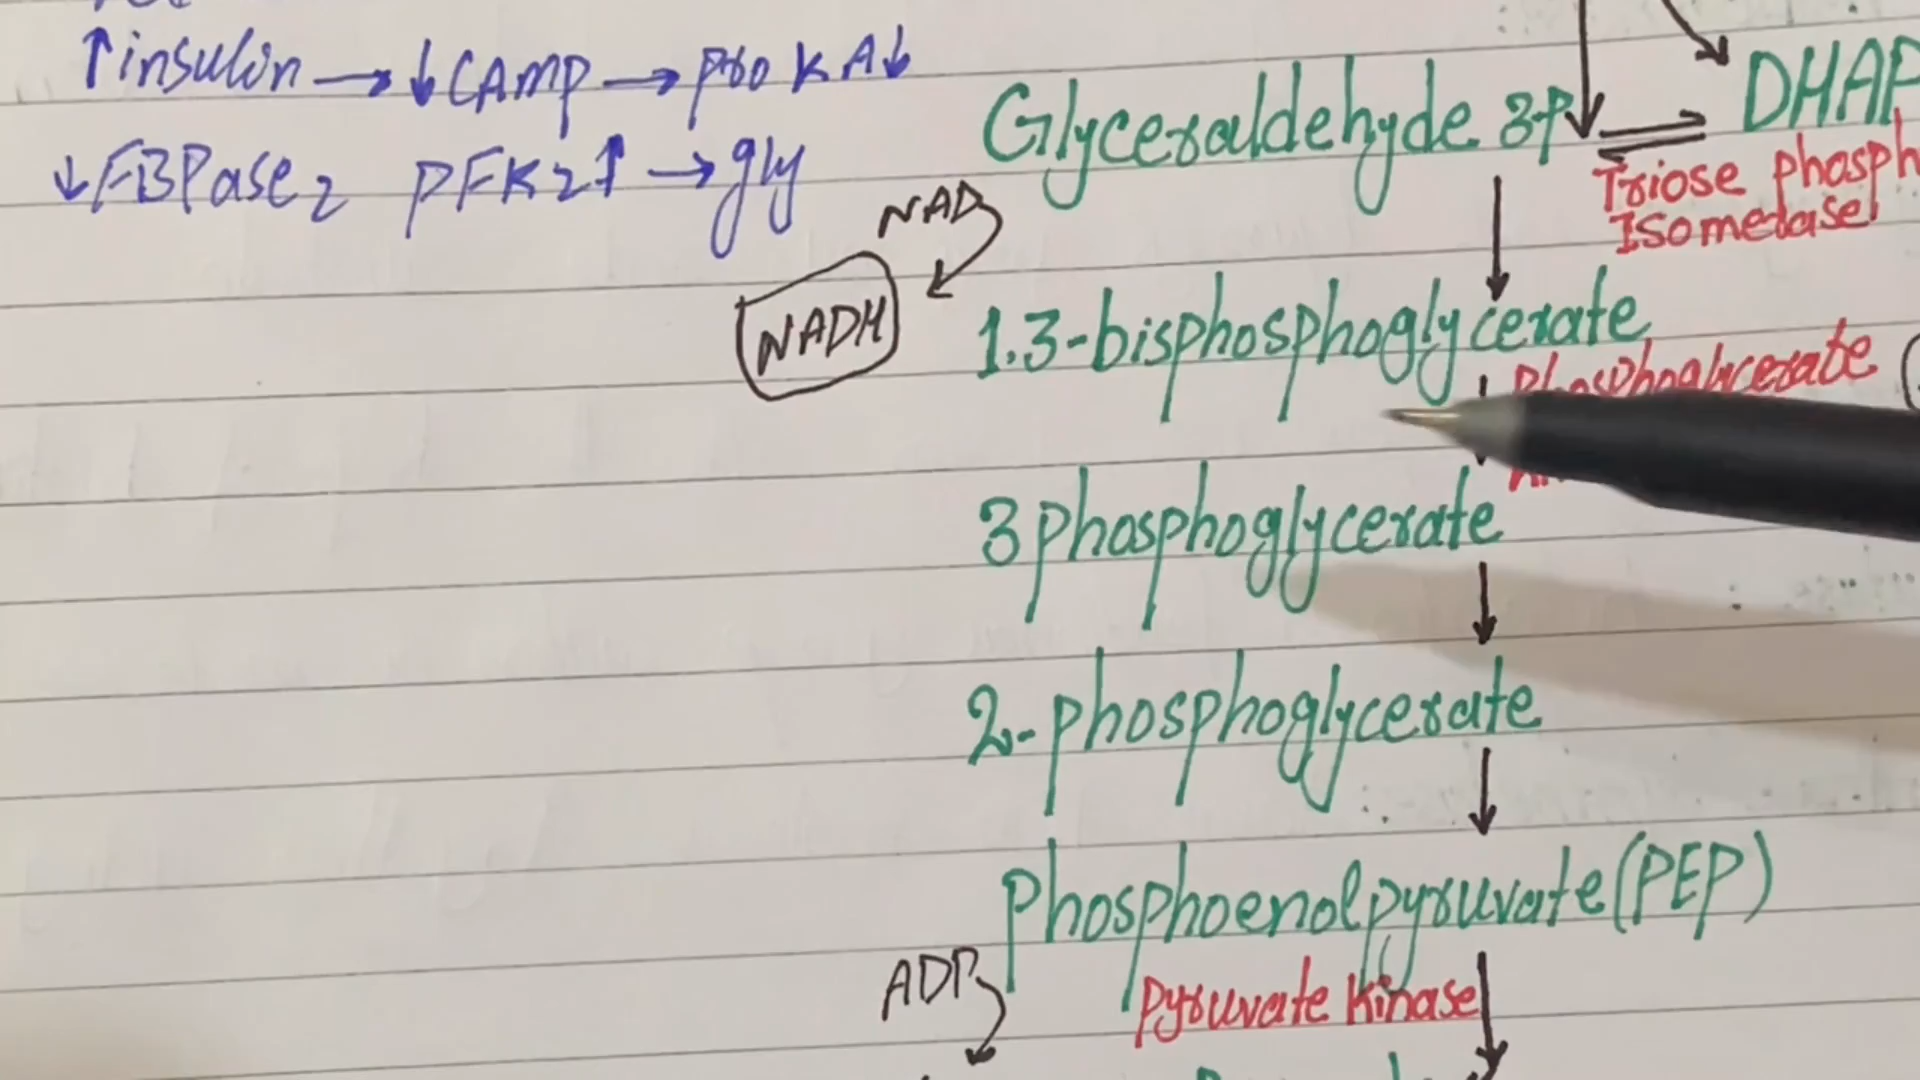 ↑insulin → ↓CAmp → pro KA↓
↓FBPase2 PFK2↑ → gly
Glyceraldehyde 3P
DHAP
Triose phosph
Isomerase
NAD
NADH
1.3-bisphosphoglycerate
Phosphoglycerate
3 phosphoglycerate
2-phosphoglycerate
Phosphoenolpyruvate (PEP)
ADP
Pyruvate Kinase